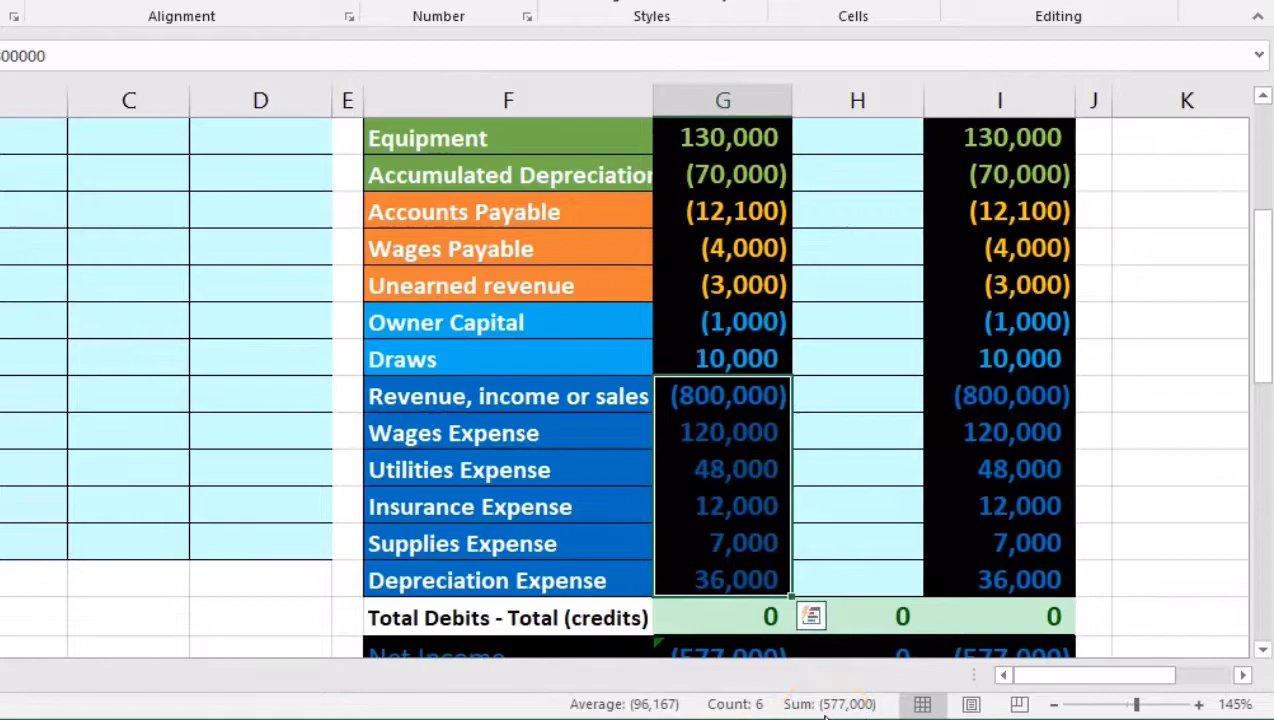 Alignment Number Styles Cells Editing
00000
C D E F G H I J K
Equipment 130,000 130,000
Accumulated Depreciation (70,000) (70,000)
Accounts Payable (12,100) (12,100)
Wages Payable (4,000) (4,000)
Unearned revenue (3,000) (3,000)
Owner Capital (1,000) (1,000)
Draws 10,000 10,000
Revenue, income or sales (800,000) (800,000)
Wages Expense 120,000 120,000
Utilities Expense 48,000 48,000
Insurance Expense 12,000 12,000
Supplies Expense 7,000 7,000
Depreciation Expense 36,000 36,000
Total Debits - Total (credits) 0 0 0
Net Income (577,000) 0 (577,000)
Average: (96,167) Count: 6 Sum: (577,000) 145%